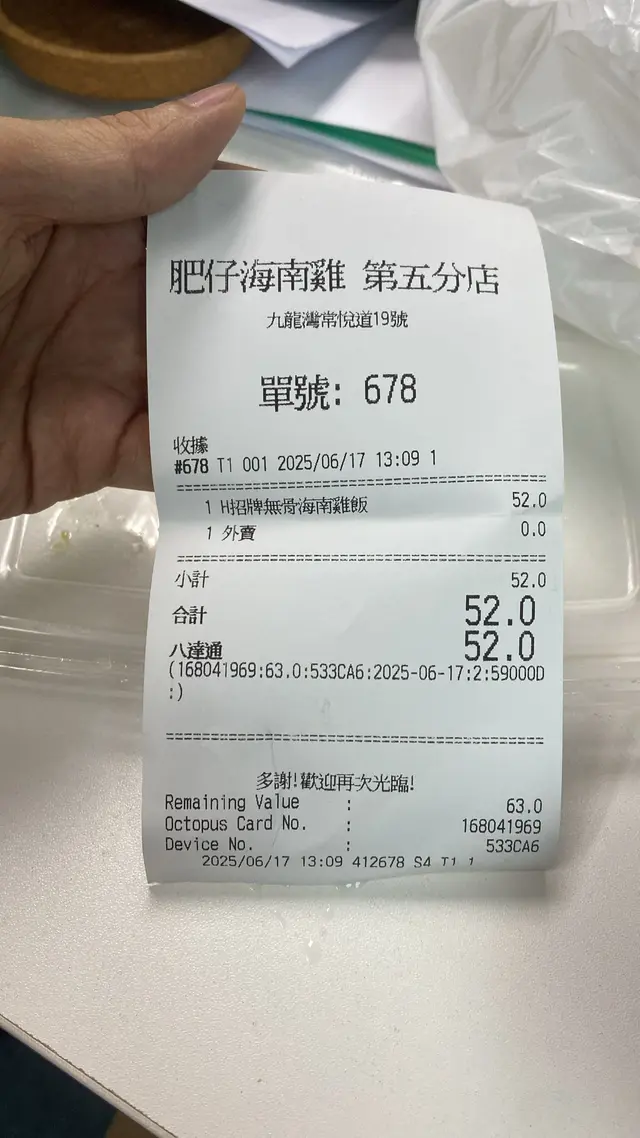 肥仔海南雞 第五分店
九龍灣常悅道19號
單號: 678
收據
#678 T1 001 2025/06/17 13:09 1
1 H招牌無骨海南雞飯 52.0
1 外賣 0.0
小計 52.0
合計 52.0
八達通 52.0
(168041969:63.0:533CA6:2025-06-17:2:59000D
:)
多謝!歡迎再次光臨!
Remaining Value : 63.0
Octopus Card No. : 168041969
Device No. : 533CA6
2025/06/17 13:09 412678 S4 T1 1